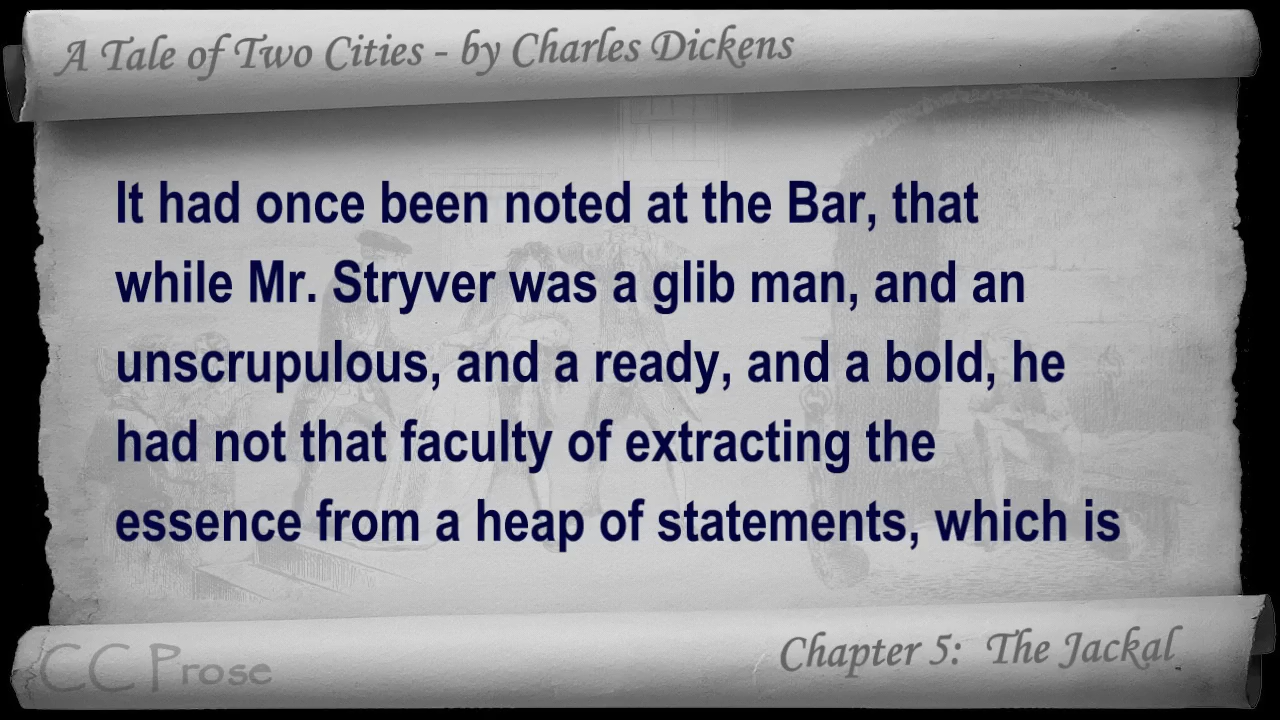 A Tale of Two Cities - by Charles Dickens
It had once been noted at the Bar, that
while Mr. Stryver was a glib man, and an
unscrupulous, and a ready, and a bold, he
had not that faculty of extracting the
essence from a heap of statements, which is
Chapter 5: The Jackal
CC Prose